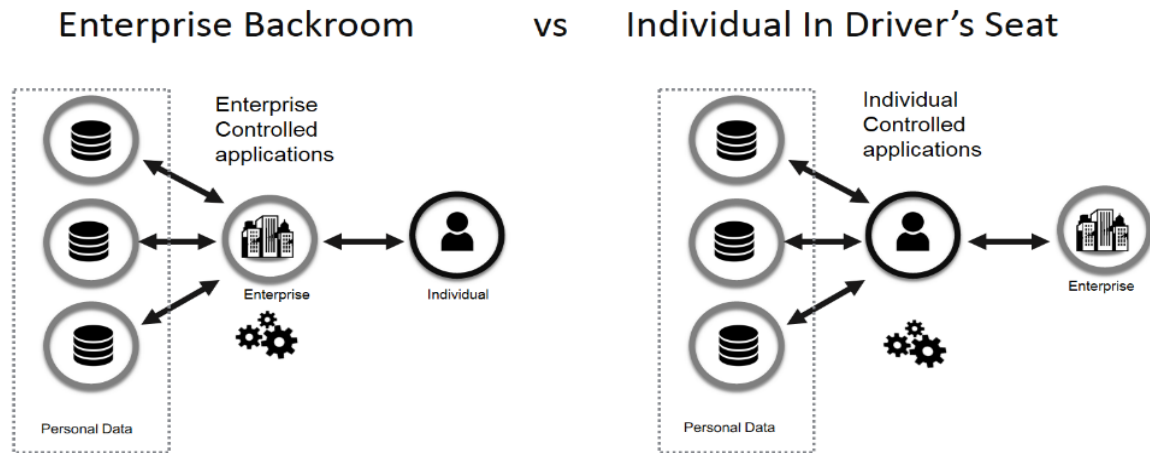 Enterprise Backroom vs Individual In Driver’s Seat
Enterprise
Controlled
applications
Enterprise
Individual
Personal Data
Individual
Controlled
applications
Enterprise
Personal Data